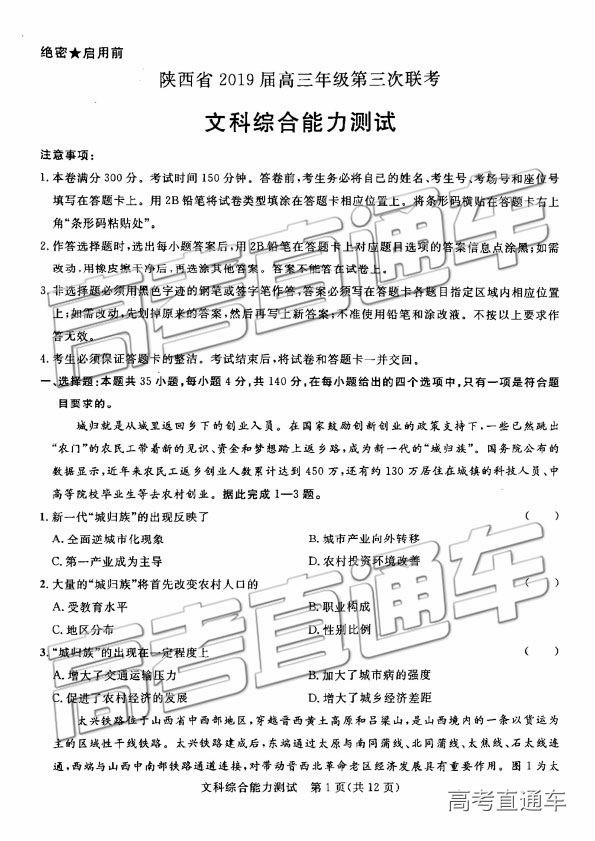 绝密★启用前
陕西省 2019 届高三年级第三次联考
文科综合能力测试
注意事项：
1. 本卷满分 300 分。考试时间 150 分钟。答卷前,考生务必将自己的姓名、考生号、考场号和座位号
填写在答题卡上。用 2B 铅笔将试卷类型填涂在答题卡相应位置上。将条形码横贴在答题卡右上
角“条形码粘贴处”。
2. 作答选择题时,选出每小题答案后,用 2B 铅笔在答题卡上对应题目选项的答案信息点涂黑;如需
改动,用橡皮擦干净后,再选涂其他答案。答案不能答在试卷上。
3. 非选择题必须用黑色字迹的钢笔或签字笔作答,答案必须写在答题卡各题目指定区域内相应位置
上;如需改动,先划掉原来的答案,然后再写上新答案;不准使用铅笔和涂改液。不按以上要求作
答无效。
4. 考生必须保证答题卡的整洁。考试结束后,将试卷和答题卡一并交回。
一、选择题:本题共 35 小题,每小题 4 分,共 140 分,在每小题给出的四个选项中,只有一项是符合题
目要求的。
城归就是从城里返回乡下的创业人员。在国家鼓励创新创业的政策支持下,一些已然跳出
“农门”的农民工带着新的见识、资金和梦想踏上返乡路,成为新一代的“城归族”。国务院公布的
数据显示,近年来农民工返乡创业人数累计达到 450 万,还有约 130 万居住在城镇的科技人员、中
高等院校毕业生等去农村创业。据此完成 1—3 题。
1. 新一代“城归族”的出现反映了 ( )
A. 全面逆城市化现象 B. 城市产业向外转移
C. 第一产业成为主导 D. 农村投资环境改善
2. 大量的“城归族”将首先改变农村人口的 ( )
A. 受教育水平 B. 职业构成
C. 地区分布 D. 性别比例
3. “城归族”的出现在一定程度上 ( )
A. 增大了交通运输压力 B. 加大了城市病的强度
C. 促进了农村经济的发展 D. 增大了城乡经济差距
太兴铁路位于山西省中西部地区,穿越晋西黄土高原和吕梁山,是山西境内的一条以货运为
主的区域性干线铁路。太兴铁路建成后,东端通过太原与南同蒲线、北同蒲线、太焦线、石太线连
通,西端与山西中南部铁路通道连接,对带动晋西北革命老区经济发展具有重要作用。图 1 为太
文科综合能力测试 第 1 页(共 12 页)
高考直通车
高考直通车
高考直通车
高考直通车